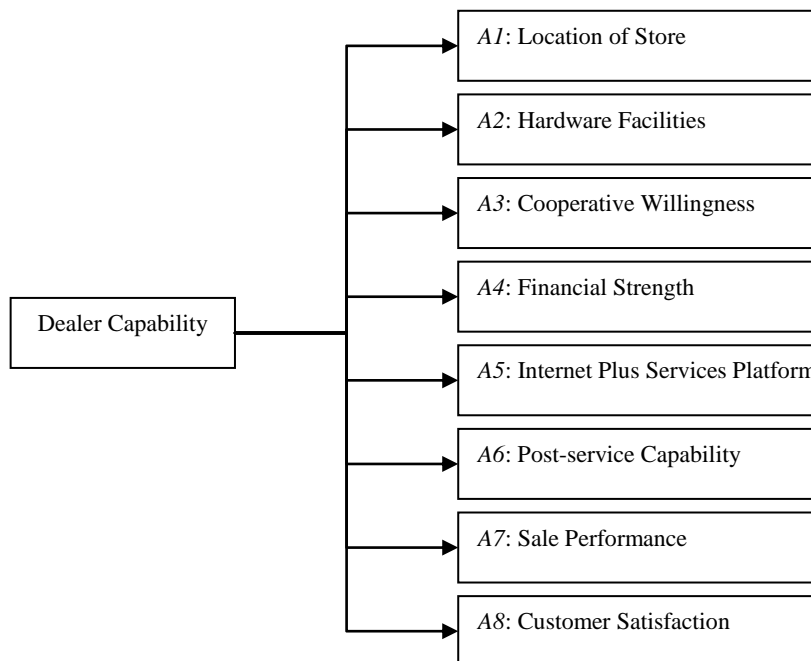 A1: Location of Store
A2: Hardware Facilities
A3: Cooperative Willingness
A4: Financial Strength
Dealer Capability
A5: Internet Plus Services Platform
A6: Post-service Capability
A7: Sale Performance
A8: Customer Satisfaction